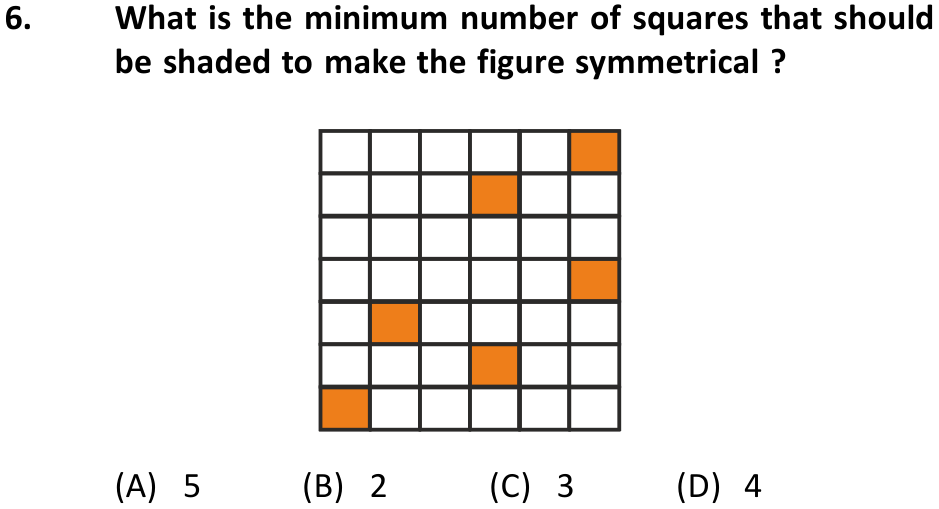 6. What is the minimum number of squares that should
be shaded to make the figure symmetrical ?
(A) 5 (B) 2 (C) 3 (D) 4